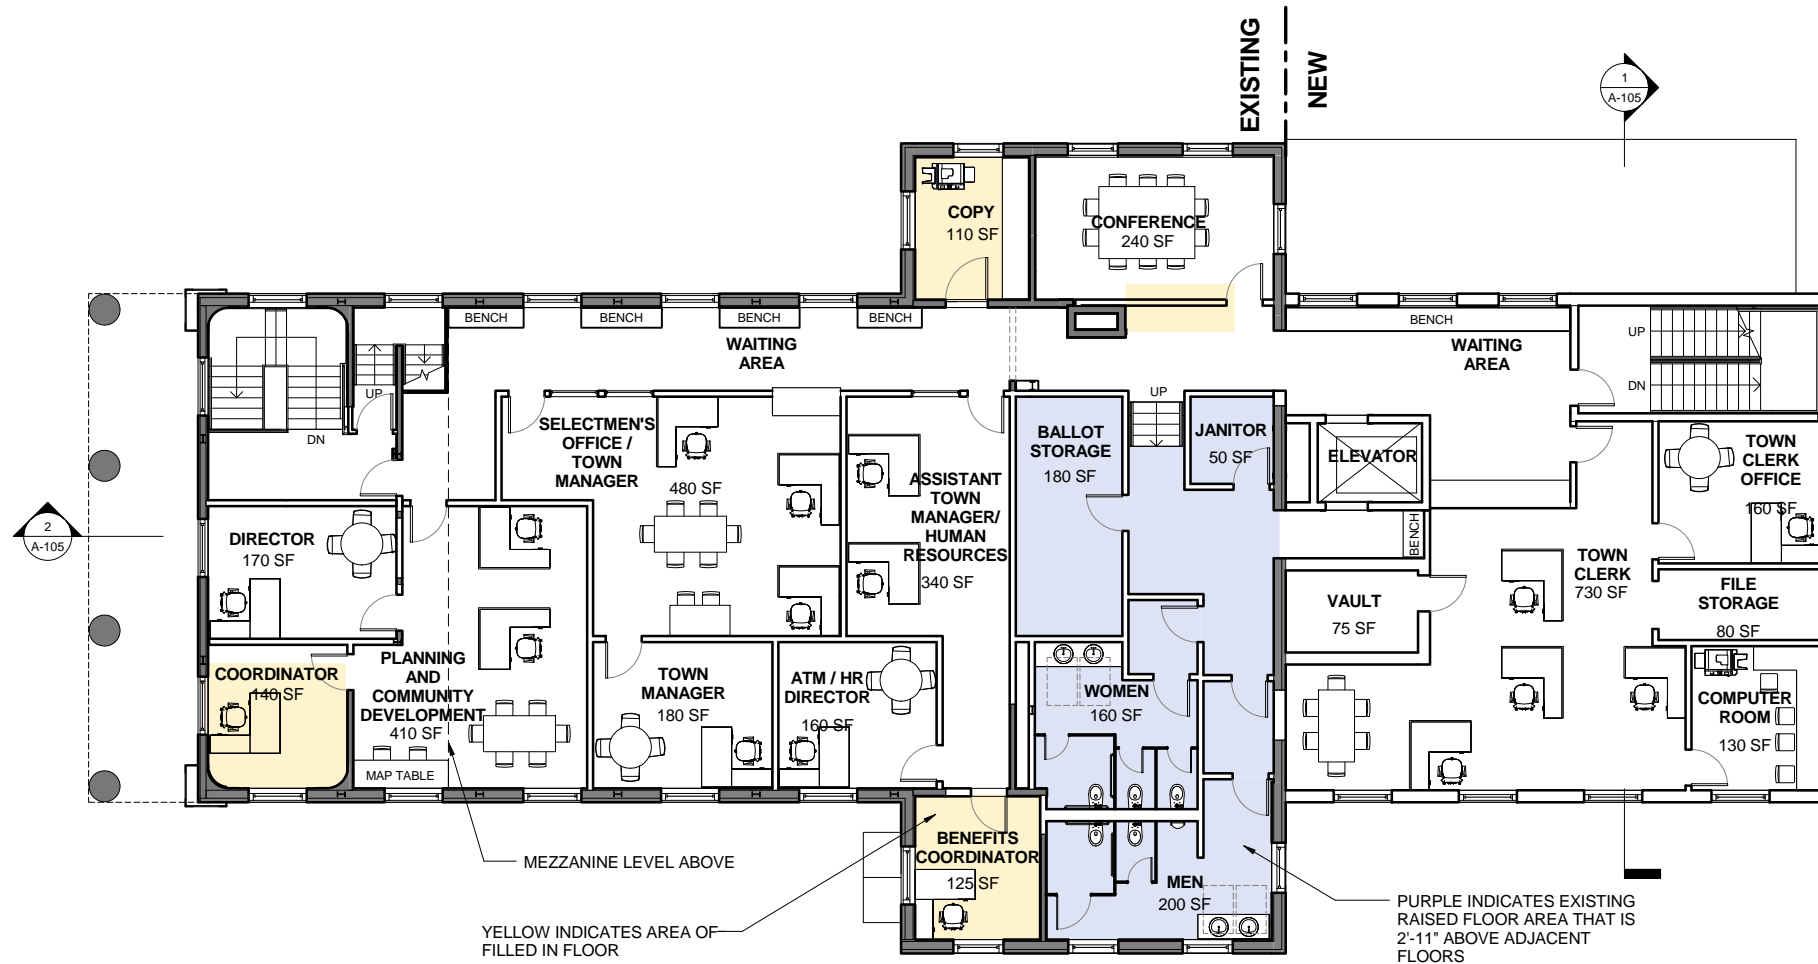 EXISTING
NEW
1
A-105
COPY
110 SF
CONFERENCE
240 SF
BENCH
BENCH
BENCH
BENCH
BENCH
WAITING
AREA
WAITING
AREA
UP
DN
UP
DN
UP
SELECTMEN'S
OFFICE /
TOWN
MANAGER
480 SF
ASSISTANT
TOWN
MANAGER/
HUMAN
RESOURCES
340 SF
BALLOT
STORAGE
180 SF
JANITOR
50 SF
ELEVATOR
BENCH
TOWN
CLERK
OFFICE
160 SF
2
A-105
DIRECTOR
170 SF
TOWN
CLERK
730 SF
VAULT
75 SF
FILE
STORAGE
80 SF
COORDINATOR
140 SF
PLANNING
AND
COMMUNITY
DEVELOPMENT
410 SF
MAP TABLE
TOWN
MANAGER
180 SF
ATM / HR
DIRECTOR
160 SF
WOMEN
160 SF
COMPUTER
ROOM
130 SF
MEZZANINE LEVEL ABOVE
BENEFITS
COORDINATOR
125 SF
MEN
200 SF
YELLOW INDICATES AREA OF
FILLED IN FLOOR
PURPLE INDICATES EXISTING
RAISED FLOOR AREA THAT IS
2'-11" ABOVE ADJACENT
FLOORS